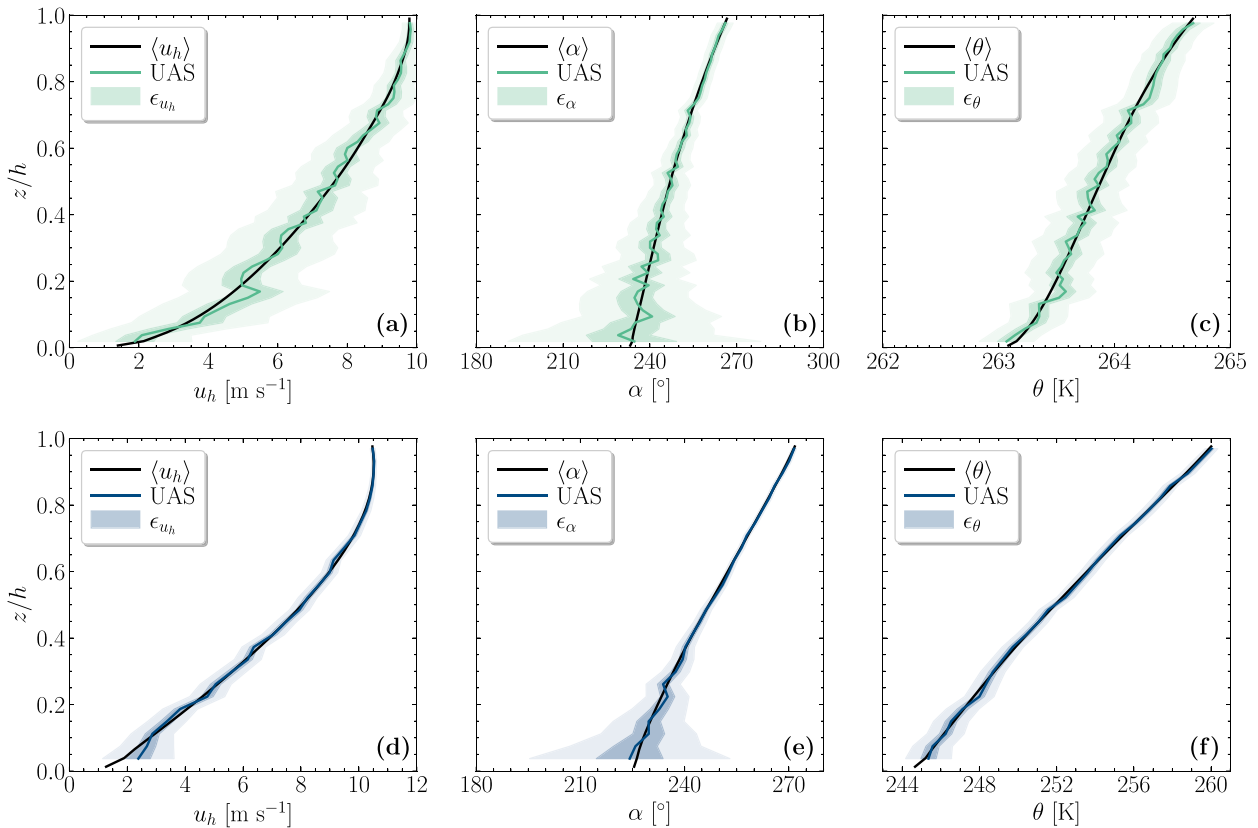 1.0
0.8
0.6
0.4
0.2
0.0
z/h
⟨u_h⟩
UAS
ϵ_{u_h}
(a)
0 2 4 6 8 10
u_h [m s⁻¹]
⟨α⟩
UAS
ϵ_α
(b)
180 210 240 270 300
α [°]
⟨θ⟩
UAS
ϵ_θ
(c)
262 263 264 265
θ [K]
1.0
0.8
0.6
0.4
0.2
0.0
z/h
⟨u_h⟩
UAS
ϵ_{u_h}
(d)
0 2 4 6 8 10 12
u_h [m s⁻¹]
⟨α⟩
UAS
ϵ_α
(e)
180 210 240 270
α [°]
⟨θ⟩
UAS
ϵ_θ
(f)
244 248 252 256 260
θ [K]